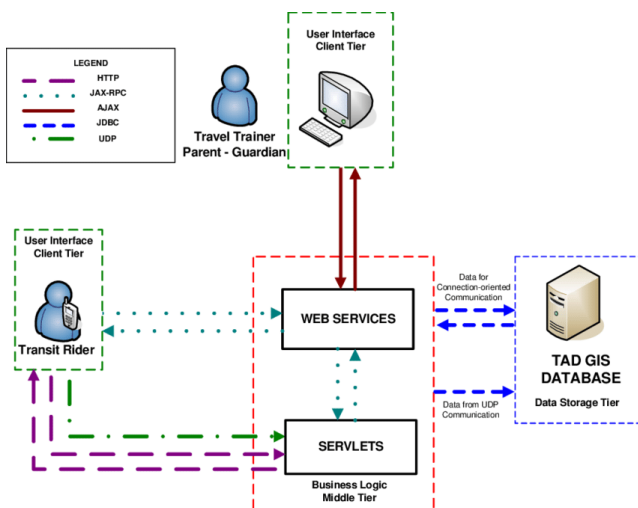 LEGEND
HTTP
JAX-RPC
AJAX
JDBC
UDP
User Interface
Client Tier
Travel Trainer
Parent - Guardian
User Interface
Client Tier
Transit Rider
WEB SERVICES
SERVLETS
Business Logic
Middle Tier
Data for
Connection-oriented
Communication
Data from UDP
Communication
TAD GIS
DATABASE
Data Storage Tier